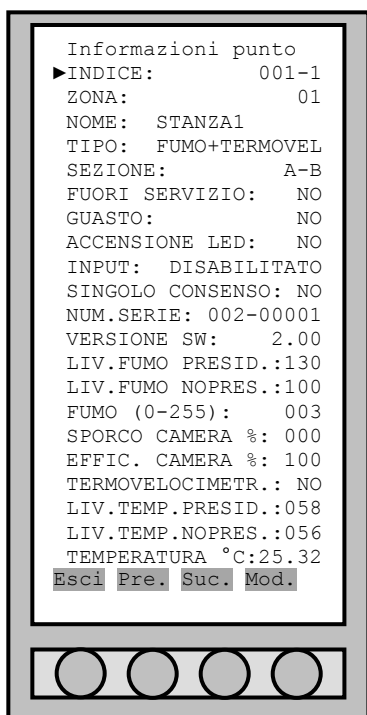 Informazioni punto
►INDICE: 001-1
ZONA: 01
NOME: STANZA1
TIPO: FUMO+TERMOVEL
SEZIONE: A-B
FUORI SERVIZIO: NO
GUASTO: NO
ACCENSIONE LED: NO
INPUT: DISABILITATO
SINGOLO CONSENSO: NO
NUM.SERIE: 002-00001
VERSIONE SW: 2.00
LIV.FUMO PRESID.:130
LIV.FUMO NOPRES.:100
FUMO (0-255): 003
SPORCO CAMERA %: 000
EFFIC. CAMERA %: 100
TERMOVELOCIMETR.: NO
LIV.TEMP.PRESID.:058
LIV.TEMP.NOPRES.:056
TEMPERATURA °C:25.32
Esci Pre. Suc. Mod.